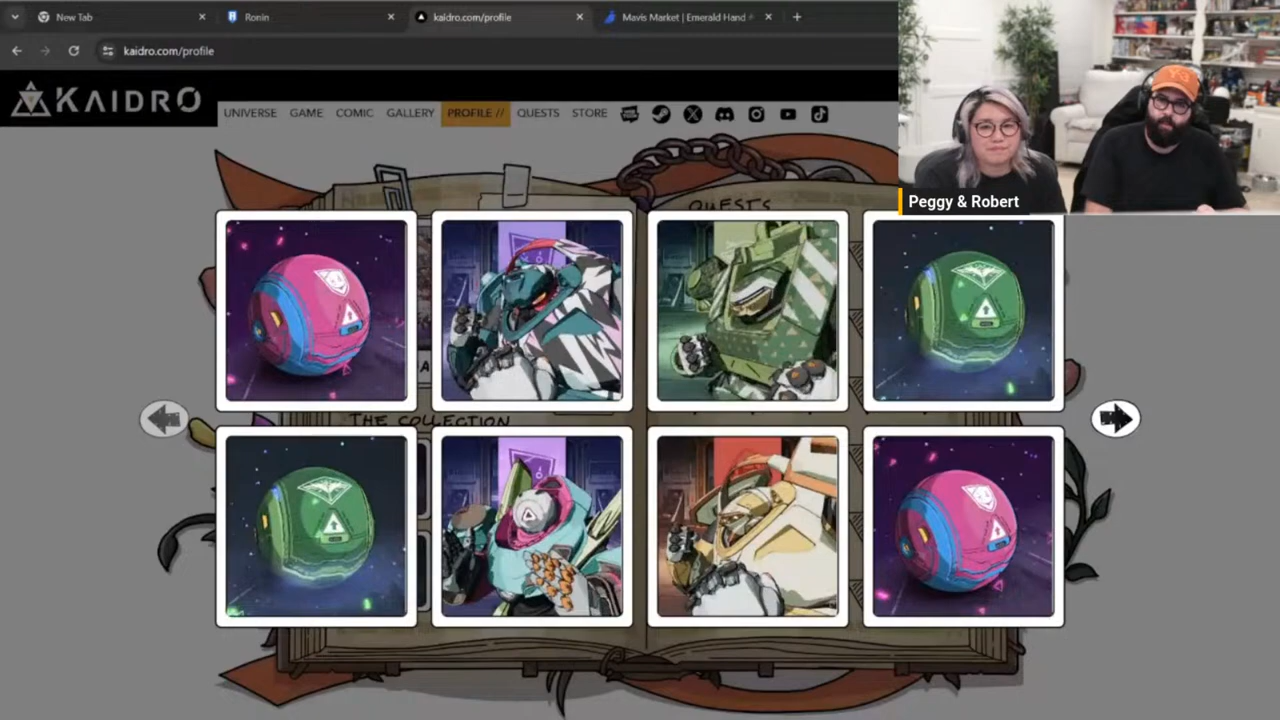 New Tab
Ronin
kaidro.com/profile
Mavis Market | Emerald Hand
kaidro.com/profile
KAIDRO
UNIVERSE GAME COMIC GALLERY PROFILE // QUESTS STORE
Peggy & Robert
QUESTS
THE COLLECTION